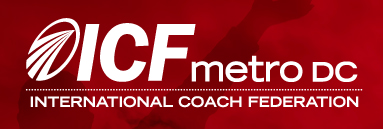 ICF metro DC
INTERNATIONAL COACH FEDERATION